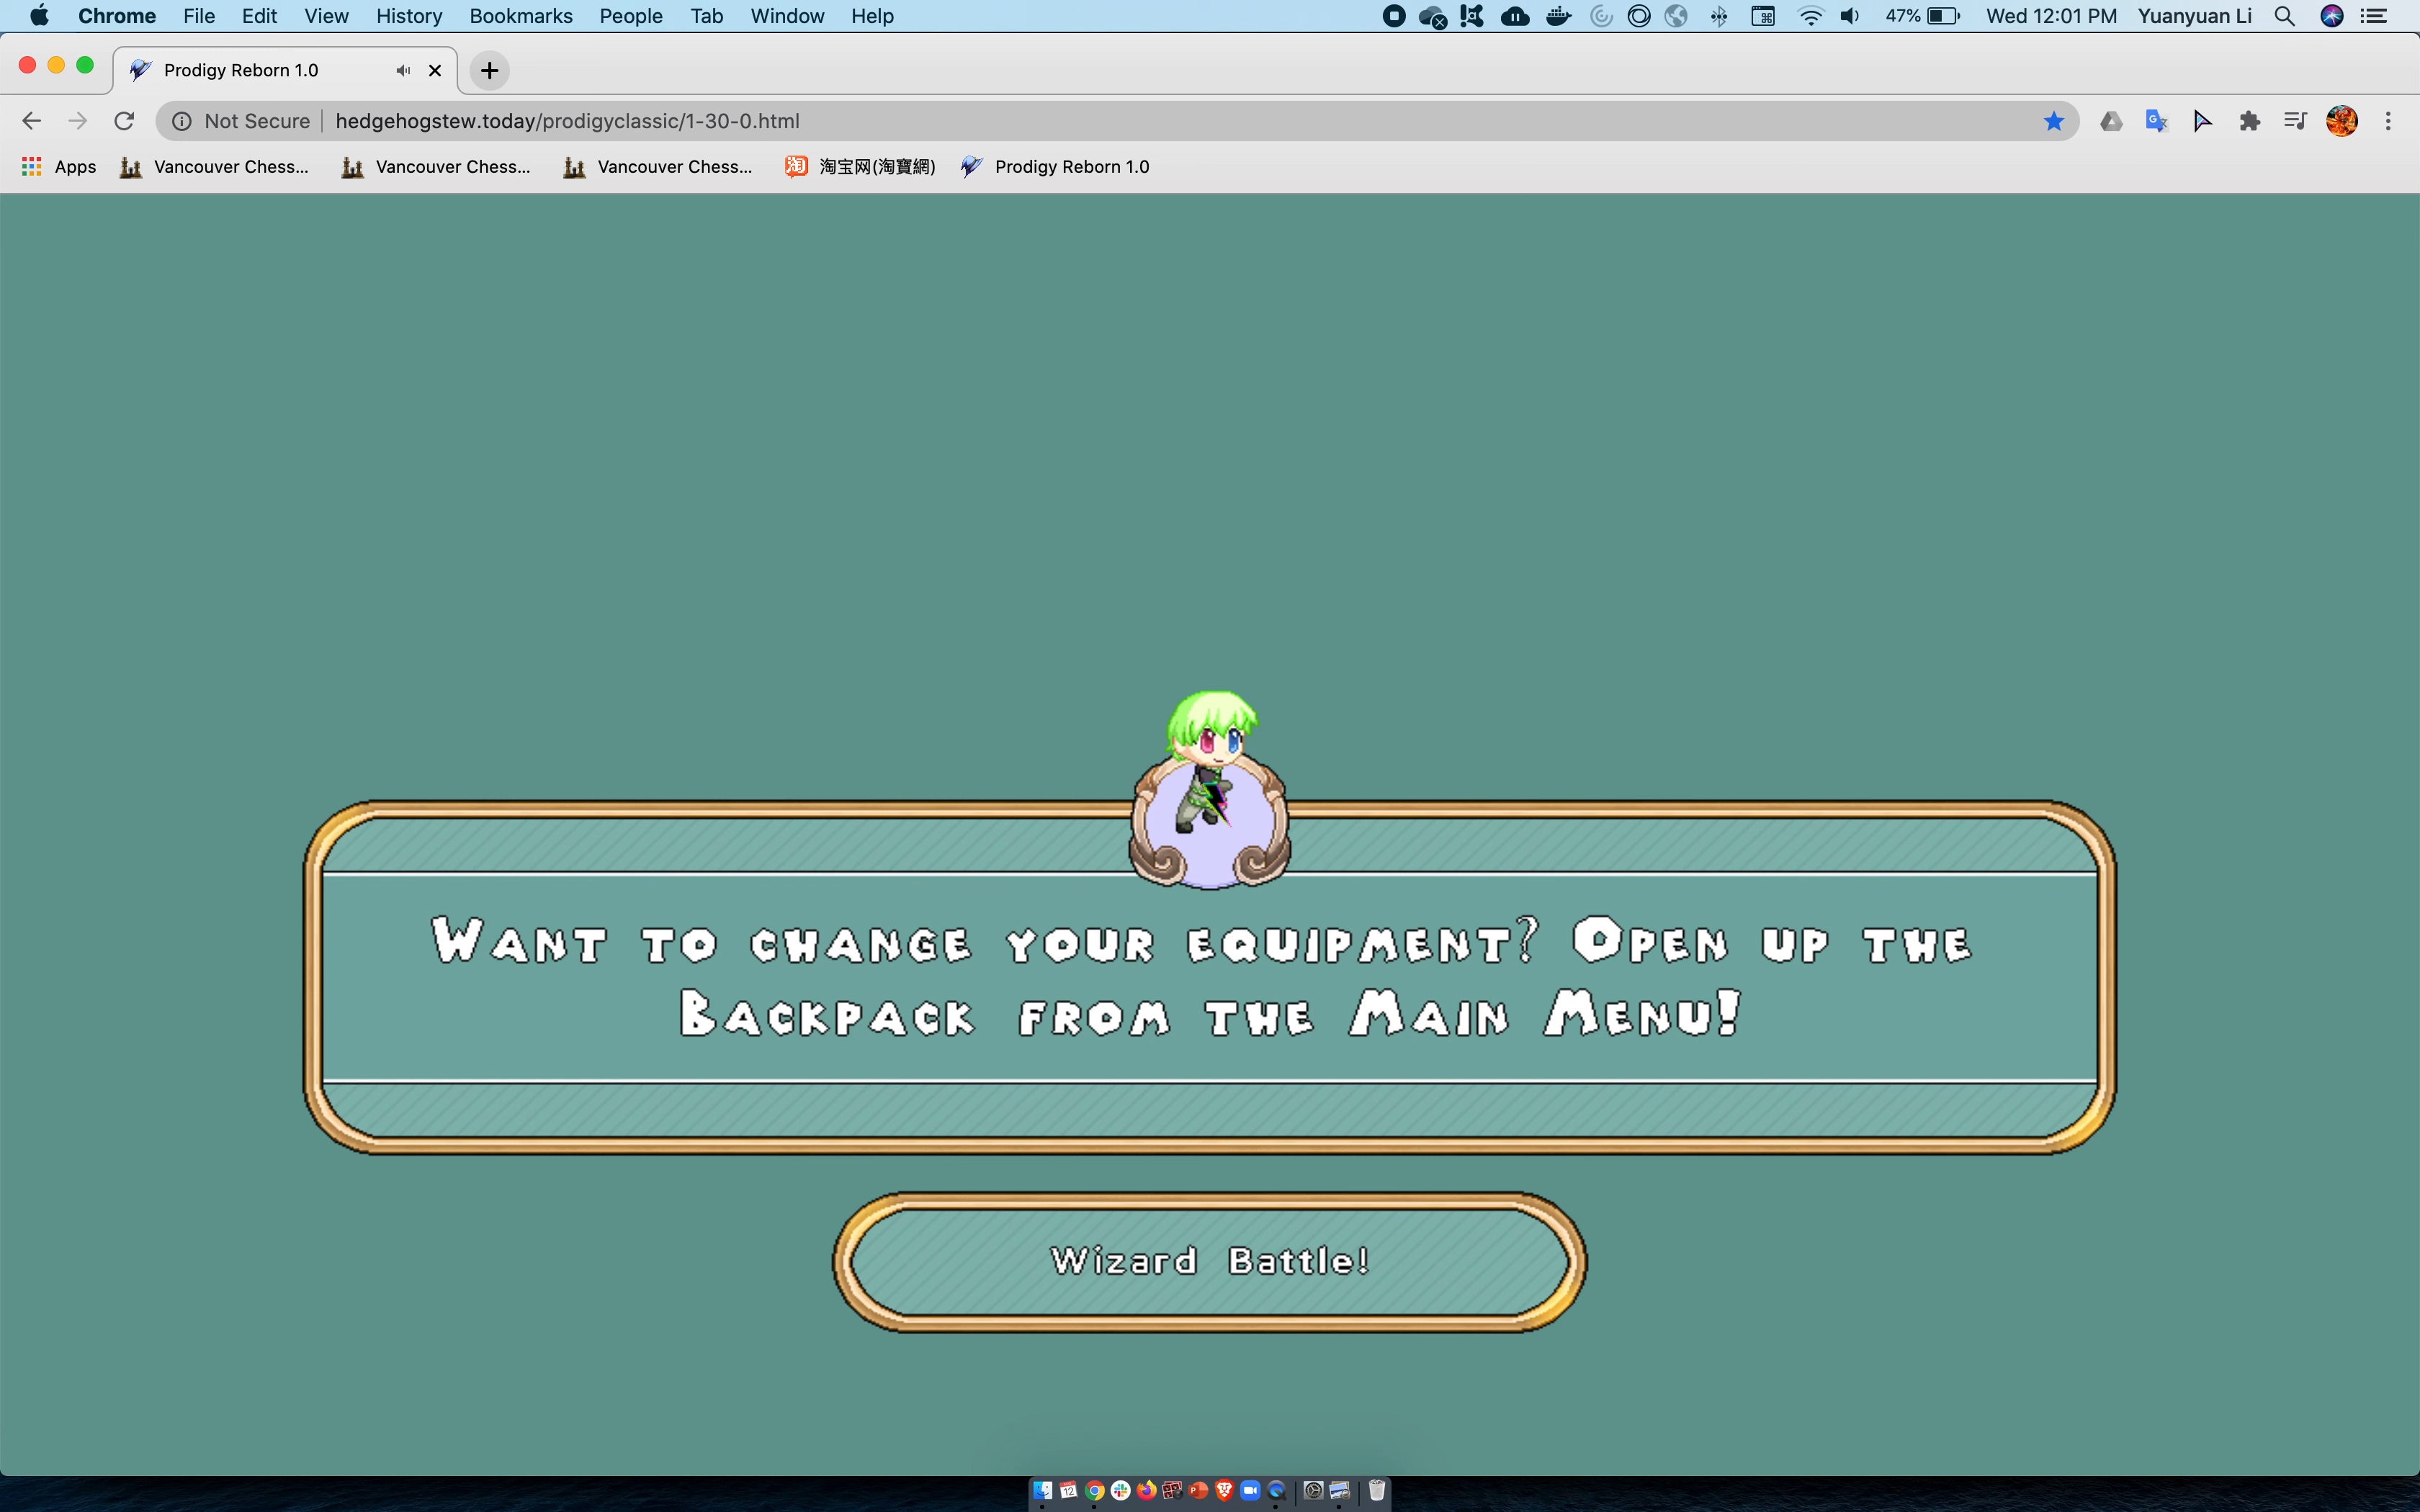 Chrome File Edit View History Bookmarks People Tab Window Help 47% Wed 12:01 PM Yuanyuan Li
Prodigy Reborn 1.0
Not Secure hedgehogstew.today/prodigyclassic/1-30-0.html
Apps Vancouver Chess... Vancouver Chess... Vancouver Chess... 淘宝网(淘寶網) Prodigy Reborn 1.0
Want to change your equipment? Open up the
Backpack from the Main Menu!
Wizard Battle!